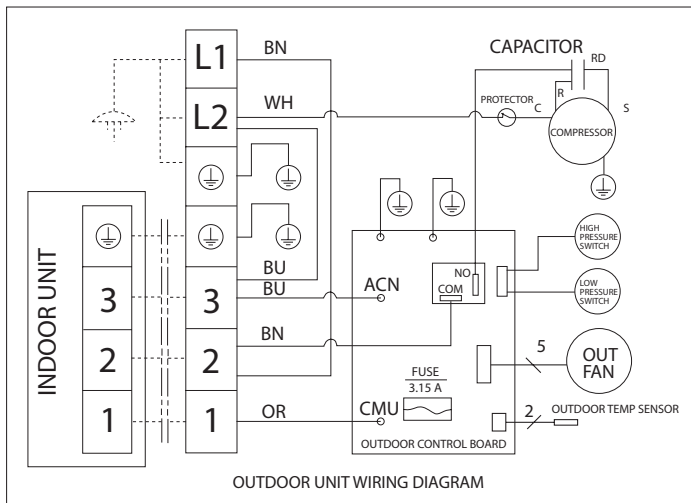 L1
BN
CAPACITOR
RD
L2
WH
PROTECTOR
C
R
S
COMPRESSOR
INDOOR UNIT
3
2
1
3
2
1
BU
BU
BN
OR
ACN
CMU
NO
COM
FUSE
3.15 A
OUTDOOR CONTROL BOARD
HIGH
PRESSURE
SWITCH
LOW
PRESSURE
SWITCH
5
OUT
FAN
2
OUTDOOR TEMP SENSOR
OUTDOOR UNIT WIRING DIAGRAM